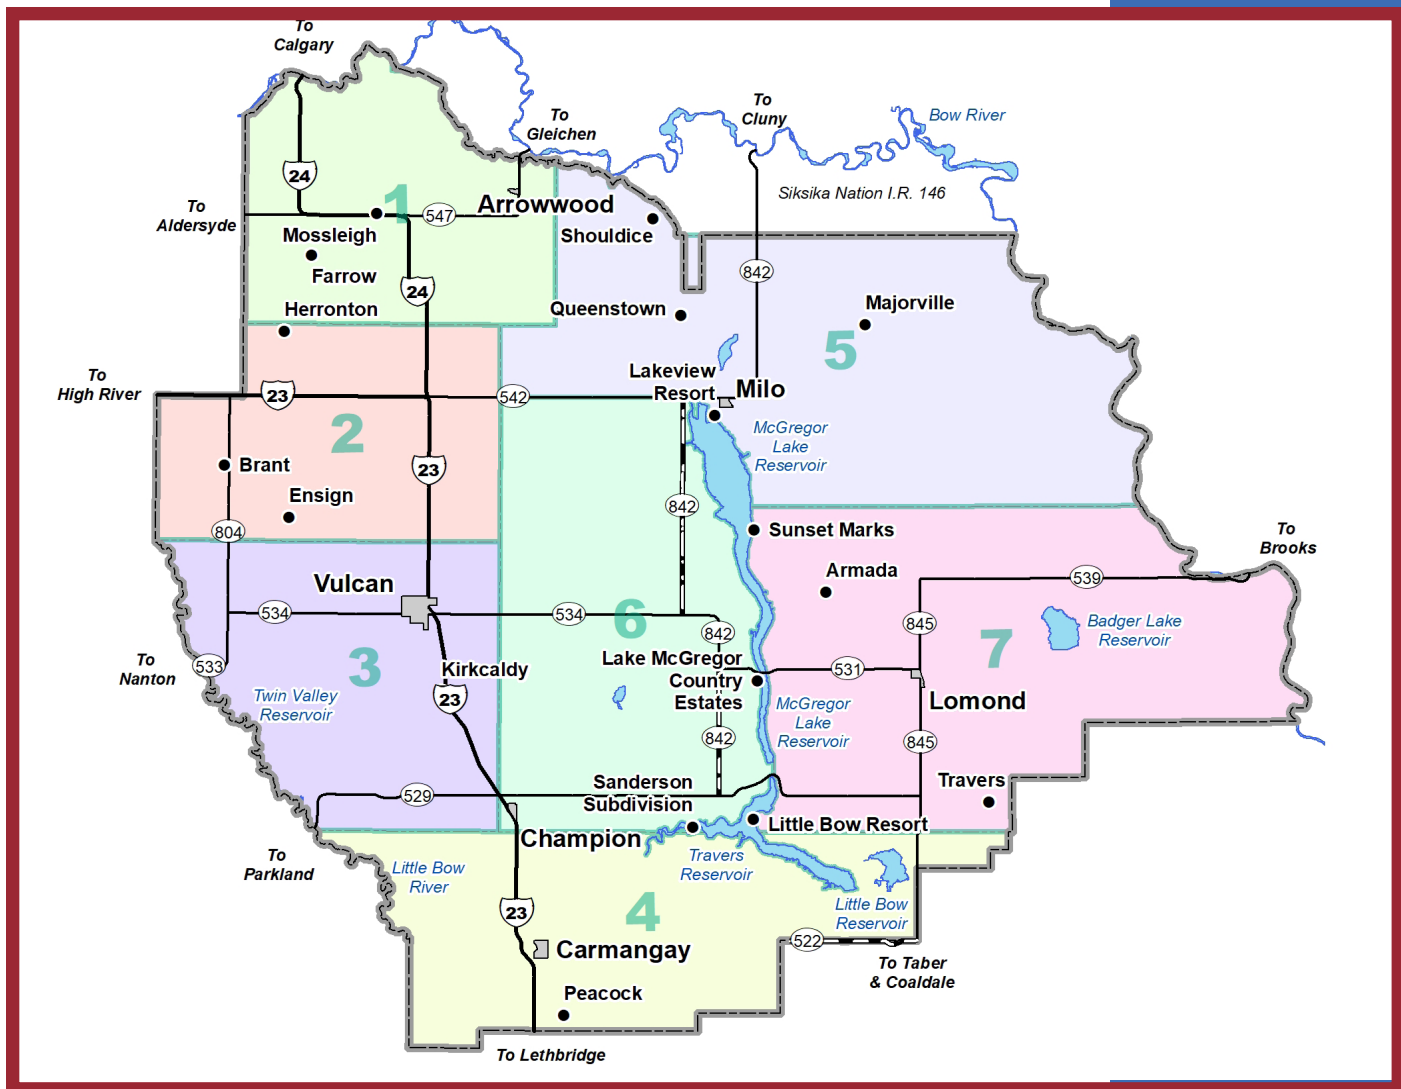 To
Calgary
To
Gleichen
To
Cluny
Bow River
24
Siksika Nation I.R. 146
To
Aldersyde
1
547
Arrowwood
Shouldice
Mossleigh
Farrow
842
24
Herronton
Queenstown
Majorville
5
To
High River
23
542
Lakeview
Resort
Milo
2
McGregor
Lake
Reservoir
Brant
23
Ensign
842
804
Sunset Marks
To
Brooks
Vulcan
Armada
539
534
534
6
842
845
Badger Lake
Reservoir
7
To
Nanton
533
3
Kirkcaldy
Lake McGregor
Country
Estates
531
Twin Valley
Reservoir
23
McGregor
Lake
Reservoir
Lomond
842
845
529
Sanderson
Subdivision
Travers
Champion
Little Bow Resort
To
Parkland
Little Bow
River
Travers
Reservoir
Little Bow
Reservoir
23
4
522
Carmangay
To Taber
& Coaldale
Peacock
To Lethbridge